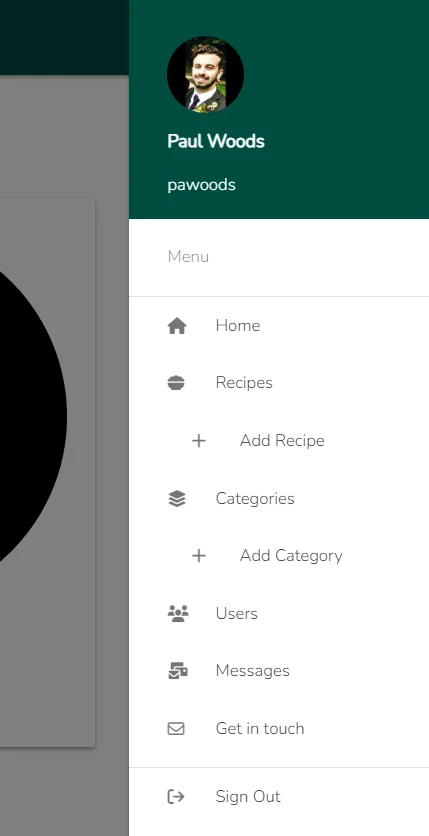 Paul Woods
pawoods
Menu
Home
Recipes
Add Recipe
Categories
Add Category
Users
Messages
Get in touch
Sign Out